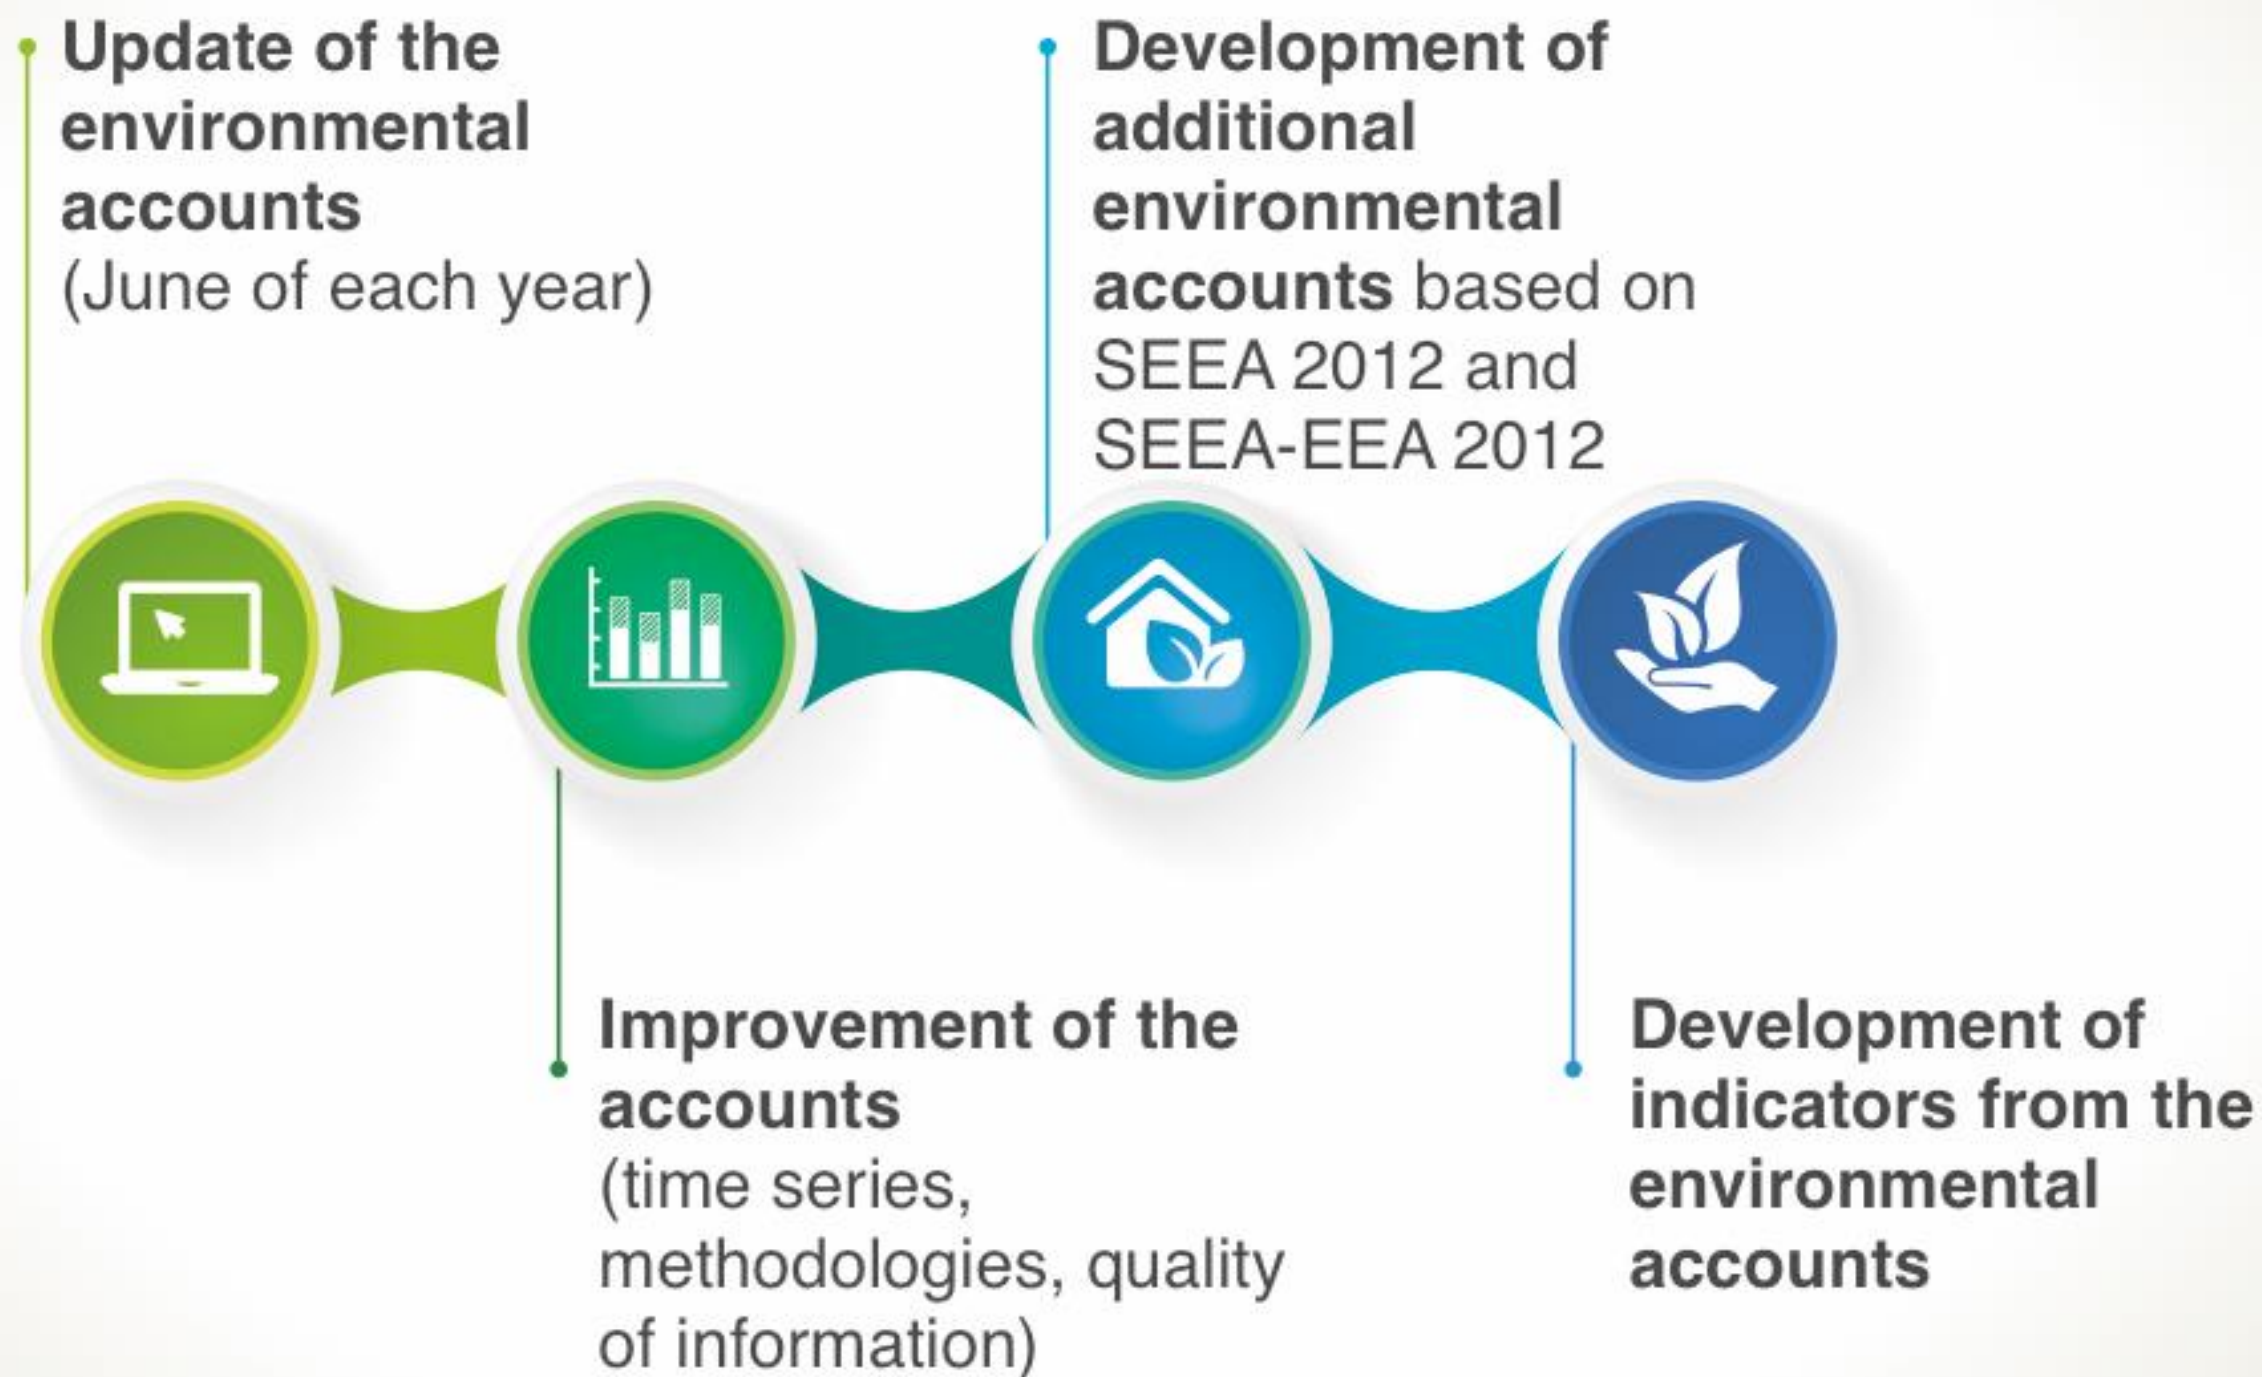 Update of the
environmental
accounts
(June of each year)
Development of
additional
environmental
accounts based on
SEEA 2012 and
SEEA-EEA 2012
Improvement of the
accounts
(time series,
methodologies, quality
of information)
Development of
indicators from the
environmental
accounts